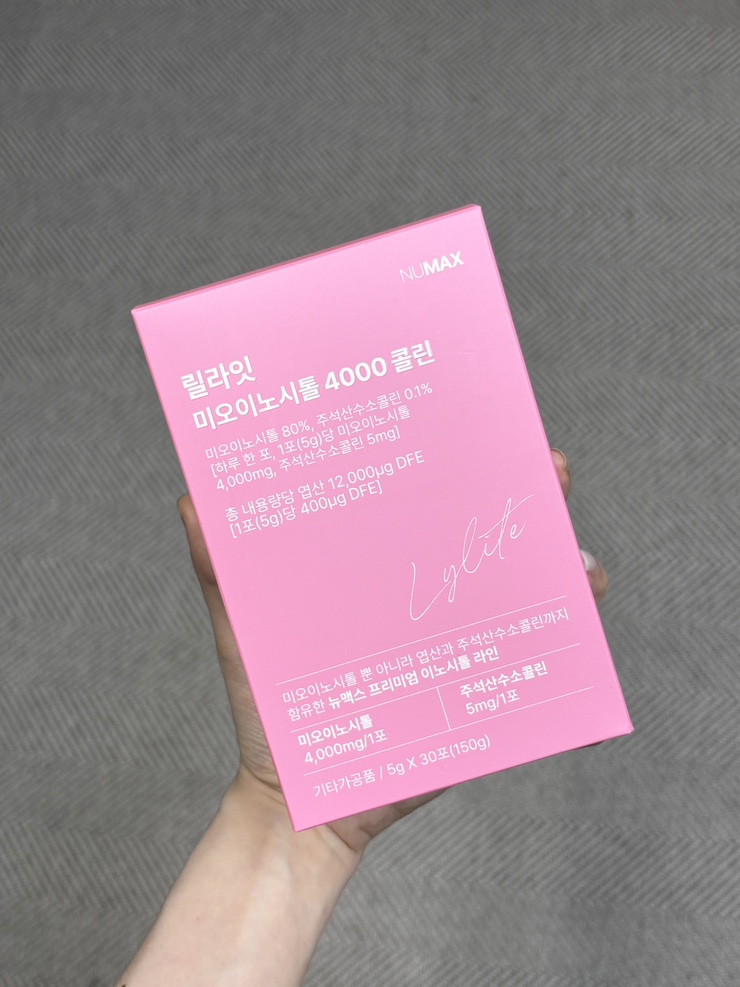 NUMAX
릴라잇
미오이노시톨 4000 콜린
미오이노시톨 80%, 주석산수소콜린 0.1%
[하루 한 포, 1포(5g)당 미오이노시톨
4,000mg, 주석산수소콜린 5mg]
총 내용량당 엽산 12,000μg DFE
[1포(5g)당 400μg DFE]
Lylite
미오이노시톨 뿐 아니라 엽산과 주석산수소콜린까지
함유한 뉴맥스 프리미엄 이노시톨 라인
미오이노시톨
4,000mg/1포
주석산수소콜린
5mg/1포
기타가공품 / 5g X 30포(150g)